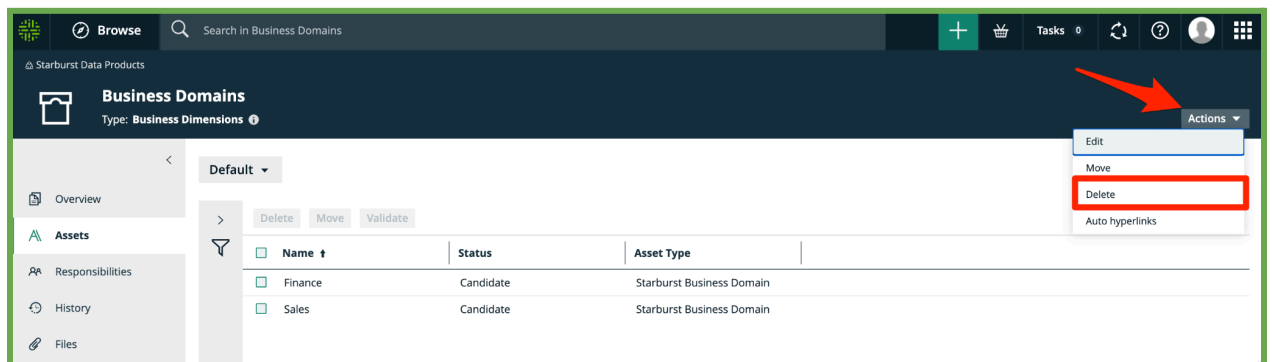 Browse
Search in Business Domains
Tasks 0
Starburst Data Products
Business Domains
Type: Business Dimensions
Actions
Edit
Move
Delete
Auto hyperlinks
Default
Overview
Assets
Responsibilities
History
Files
Delete Move Validate
Name Status Asset Type
Finance Candidate Starburst Business Domain
Sales Candidate Starburst Business Domain